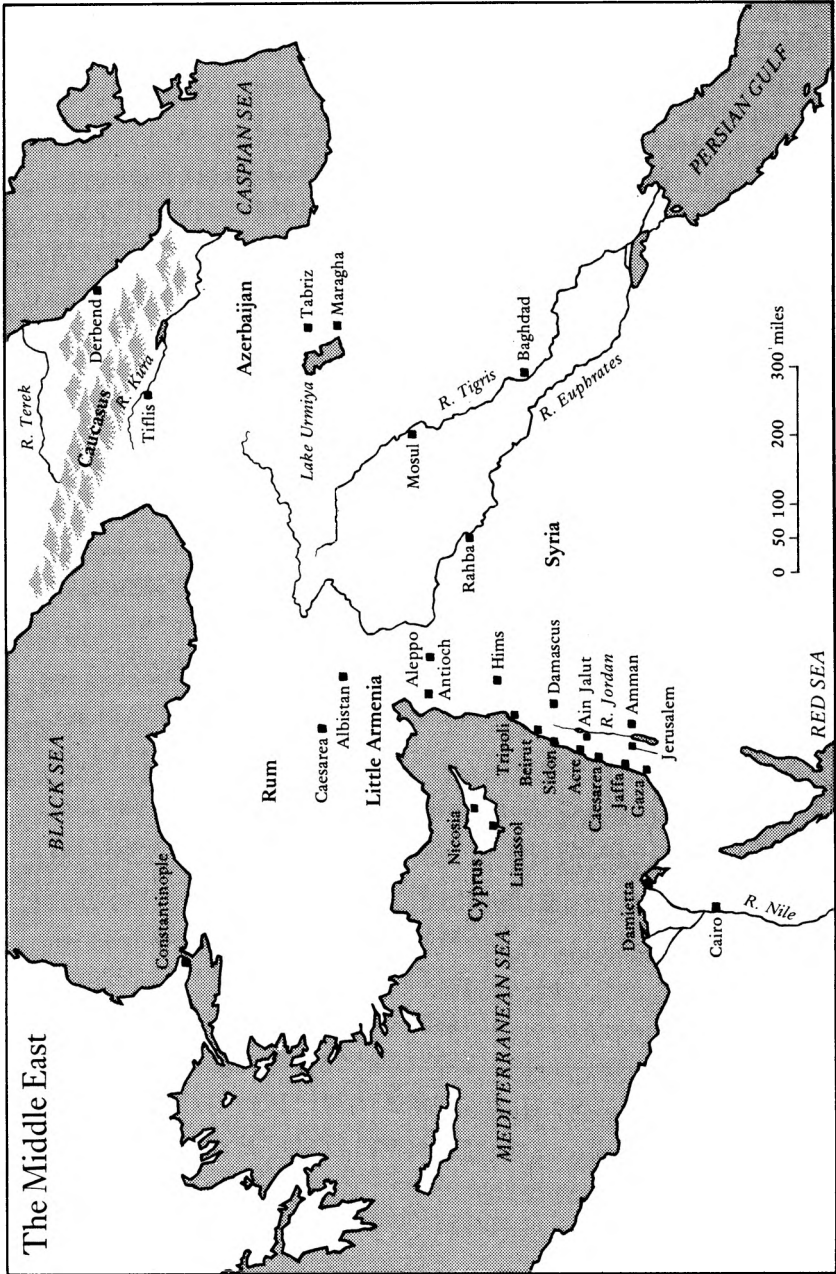 The Middle East
BLACK SEA
CASPIAN SEA
R. Terek
Derbend
Caucasus
R. Kura
Tiflis
Constantinople
Azerbaijan
Rum
Lake Urmiya
Tabriz
Maragha
Caesarea
Albistan
Little Armenia
Mosul
R. Tigris
Aleppo
Antioch
Baghdad
R. Euphrates
Rahba
Hims
Nicosia
Cyprus
Limassol
Tripoli
Beirut
Sidon
Damascus
Syria
Acre
Ain Jalut
Caesarea
R. Jordan
Jaffa
Amman
Gaza
Jerusalem
MEDITERRANEAN SEA
Damietta
Cairo
R. Nile
RED SEA
PERSIAN GULF
0 50 100 200 300 miles